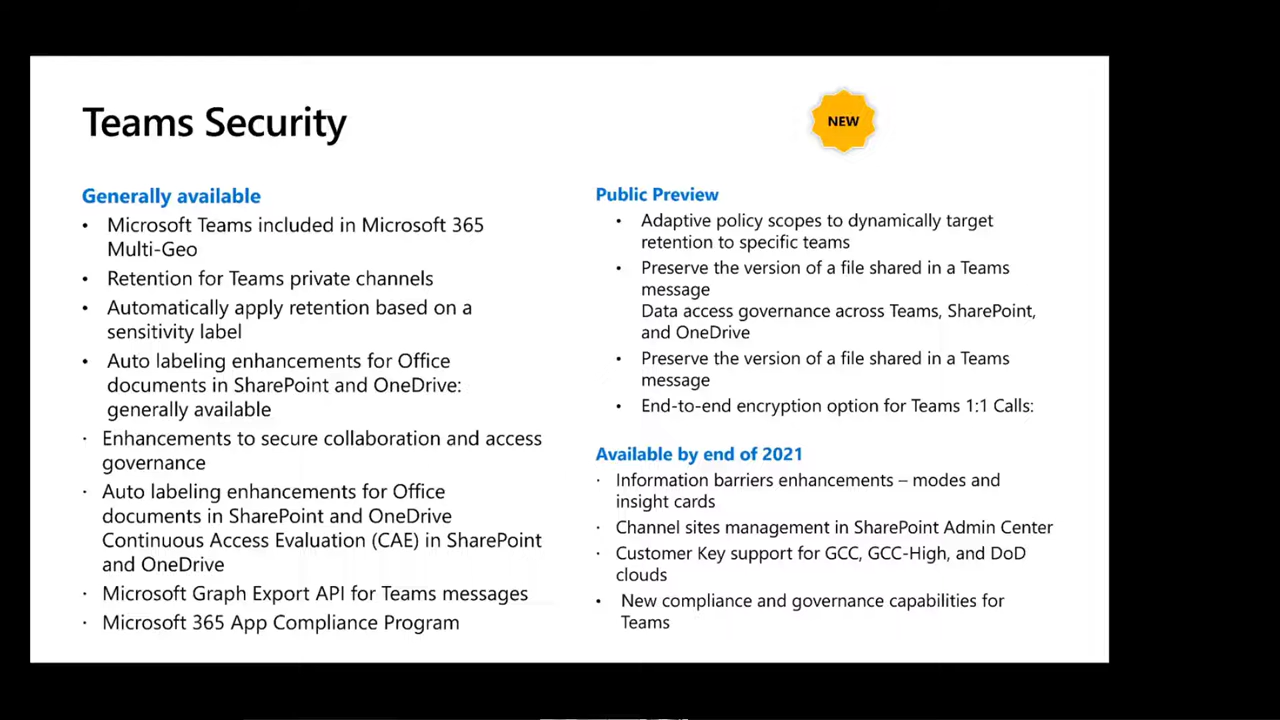 Teams Security
NEW
Generally available
• Microsoft Teams included in Microsoft 365
Multi-Geo
• Retention for Teams private channels
• Automatically apply retention based on a
sensitivity label
• Auto labeling enhancements for Office
documents in SharePoint and OneDrive:
generally available
· Enhancements to secure collaboration and access
governance
· Auto labeling enhancements for Office
documents in SharePoint and OneDrive
Continuous Access Evaluation (CAE) in SharePoint
and OneDrive
· Microsoft Graph Export API for Teams messages
· Microsoft 365 App Compliance Program
Public Preview
• Adaptive policy scopes to dynamically target
retention to specific teams
• Preserve the version of a file shared in a Teams
message
Data access governance across Teams, SharePoint,
and OneDrive
• Preserve the version of a file shared in a Teams
message
• End-to-end encryption option for Teams 1:1 Calls:
Available by end of 2021
· Information barriers enhancements – modes and
insight cards
· Channel sites management in SharePoint Admin Center
· Customer Key support for GCC, GCC-High, and DoD
clouds
• New compliance and governance capabilities for
Teams